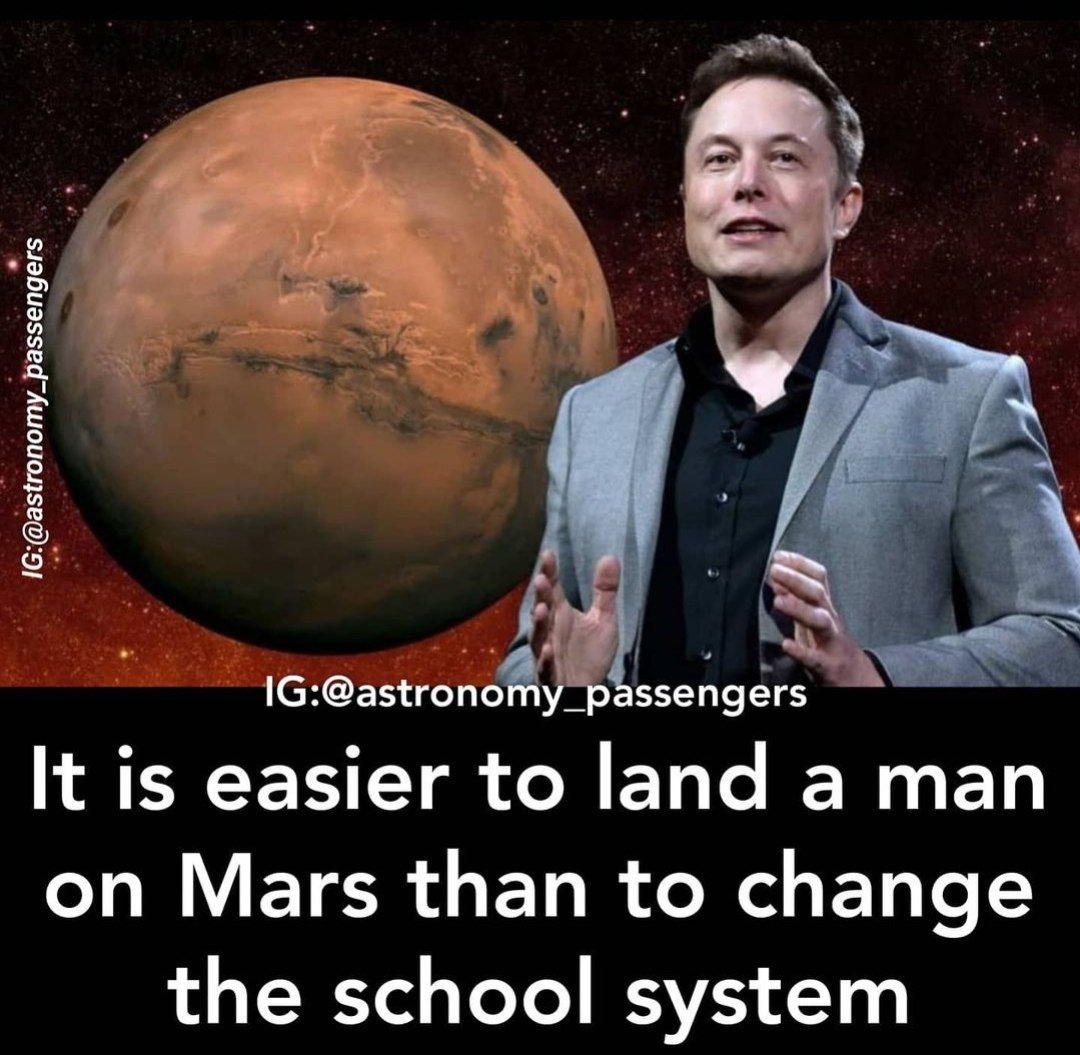 IG:@astronomy_passengers
IG:@astronomy_passengers
It is easier to land a man
on Mars than to change
the school system